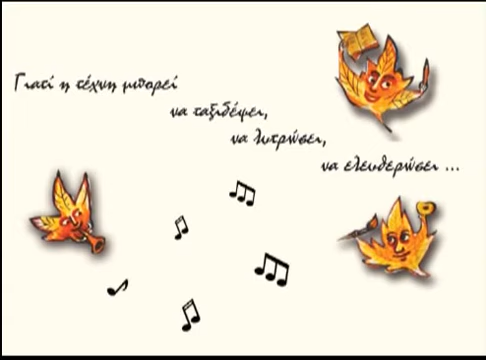 Γιατί η τέχνη μπορεί
να ταξιδέψει,
να λυτρώσει,
να ελευθερώσει ...